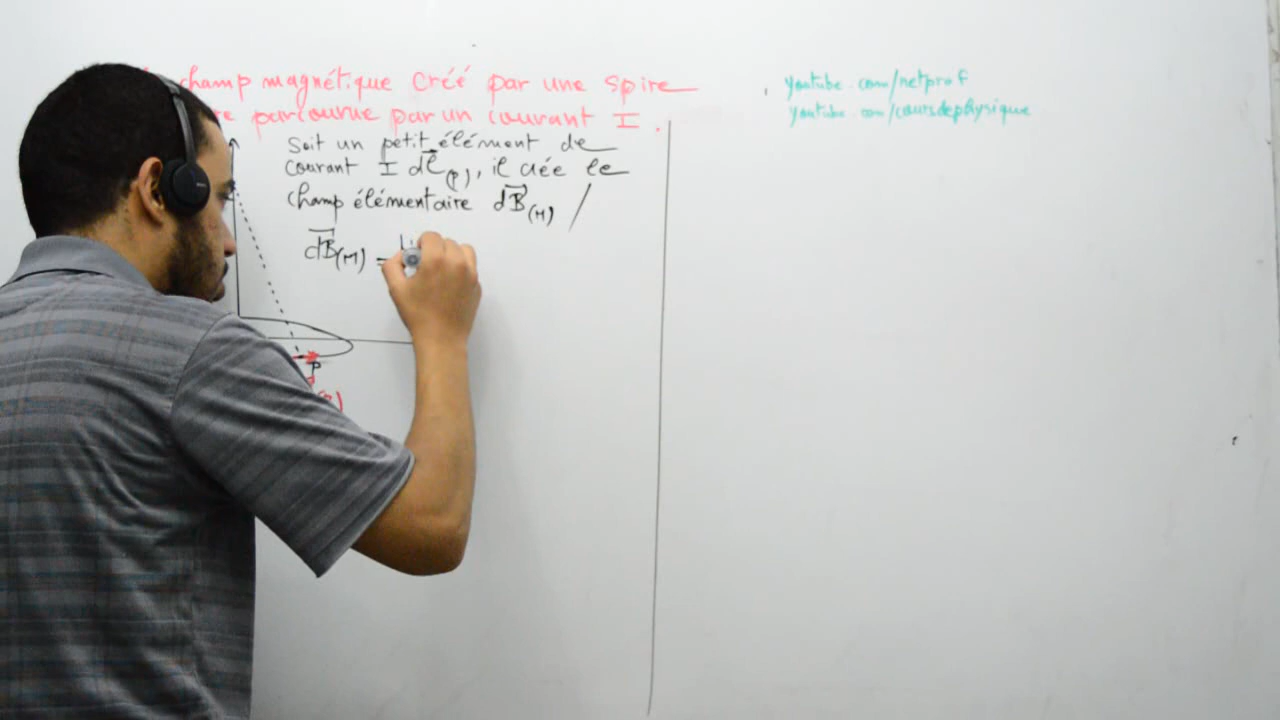 champ magnétique créé par une spire
re parcourue par un courant I.
youtube.com/netprof
youtube.com/coursdephysique
soit un petit élément de
courant I dl(P), il crée le
champ élémentaire dB(M) /
dB(M) =
P